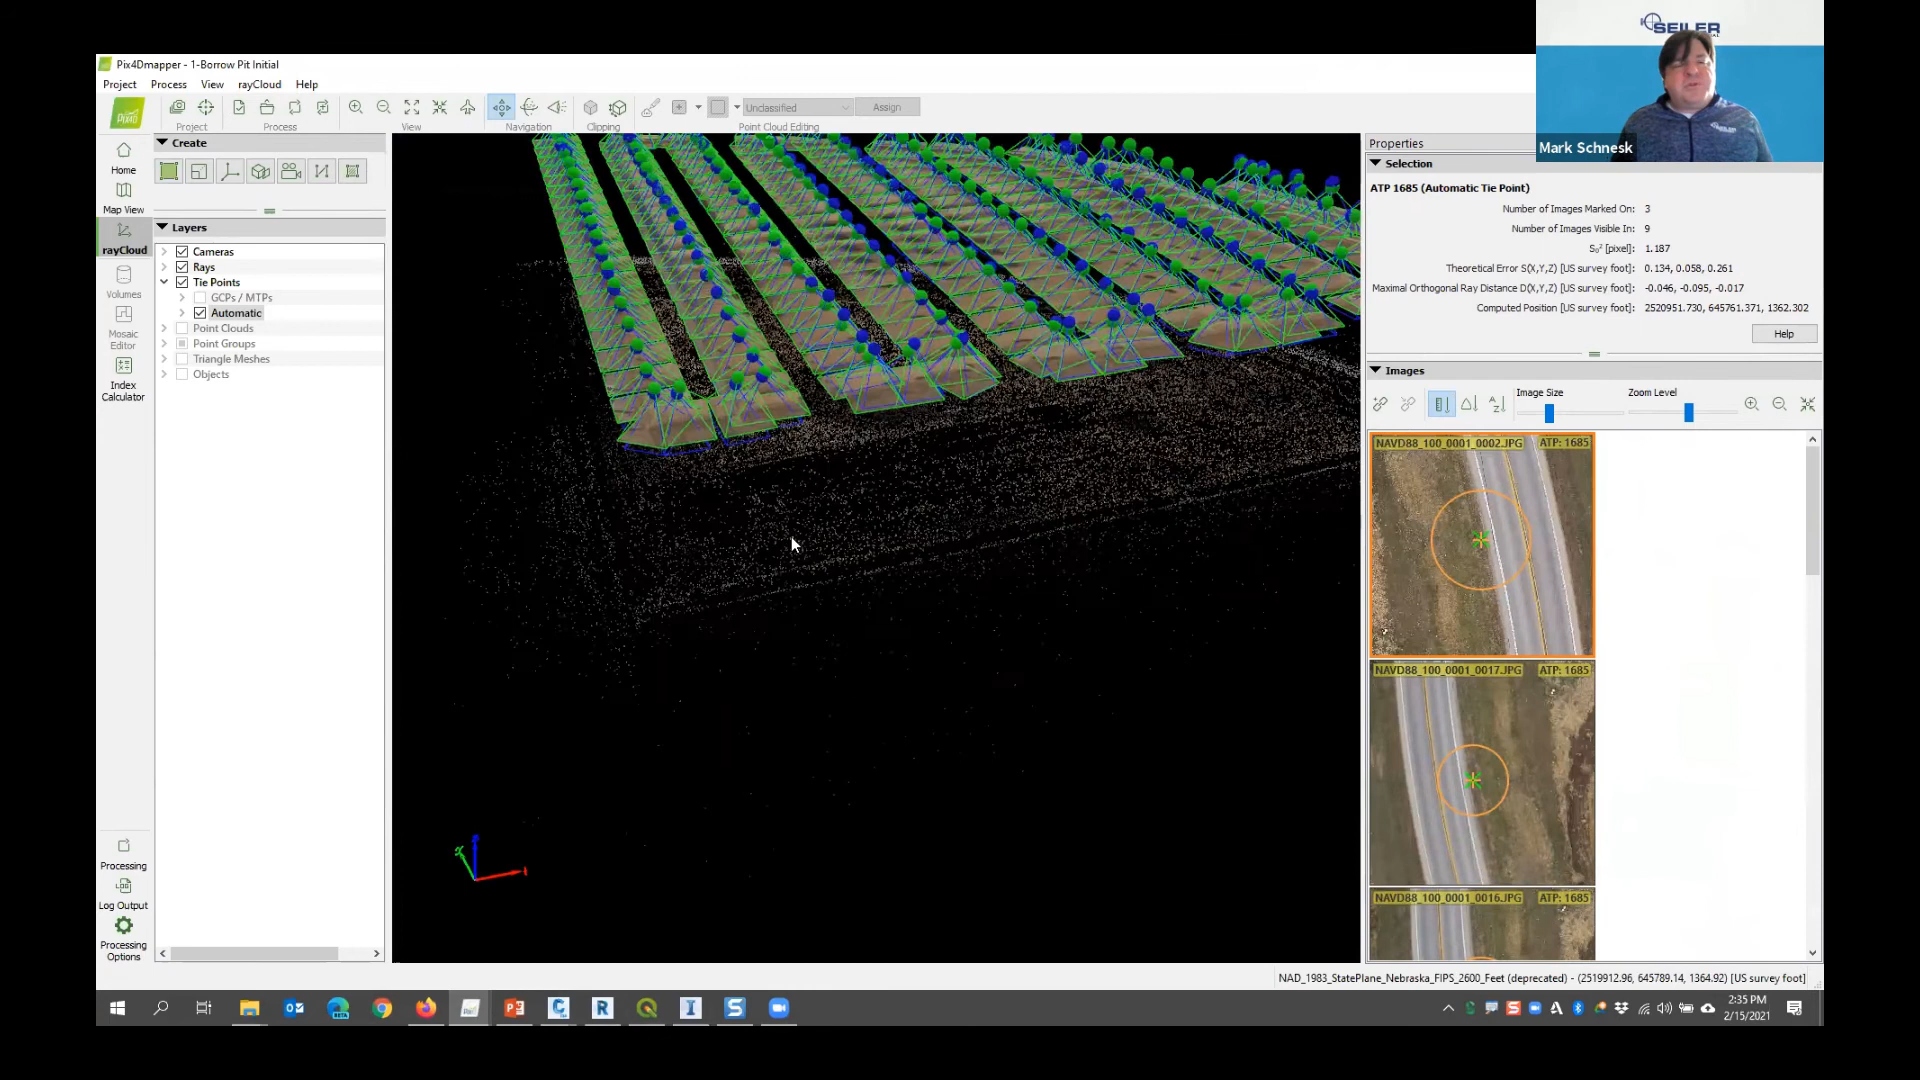 SEILER
Mark Schnesk
Pix4Dmapper - 1-Borrow Pit Initial
Project Process View rayCloud Help
Unclassified
Assign
Project Process View Navigation Clipping Point Cloud Editing
Home
Map View
rayCloud
Volumes
Mosaic
Editor
Index
Calculator
Processing
Log Output
Processing
Options
Create
Layers
Cameras
Rays
Tie Points
GCPs / MTPs
Automatic
Point Clouds
Point Groups
Triangle Meshes
Objects
Properties
Selection
ATP 1685 (Automatic Tie Point)
Number of Images Marked On: 3
Number of Images Visible In: 9
S₀² [pixel]: 1.187
Theoretical Error S(X,Y,Z) [US survey foot]: 0.134, 0.058, 0.261
Maximal Orthogonal Ray Distance D(X,Y,Z) [US survey foot]: -0.046, -0.095, -0.017
Computed Position [US survey foot]: 2520951.730, 645761.371, 1362.302
Help
Images
Image Size Zoom Level
NAVD88_100_0001_0002.JPG ATP: 1685
NAVD88_100_0001_0017.JPG ATP: 1685
NAVD88_100_0001_0016.JPG ATP: 1685
NAD_1983_StatePlane_Nebraska_FIPS_2600_Feet (deprecated) - (2519912.96, 645789.14, 1364.92) [US survey foot]
2:35 PM
2/15/2021